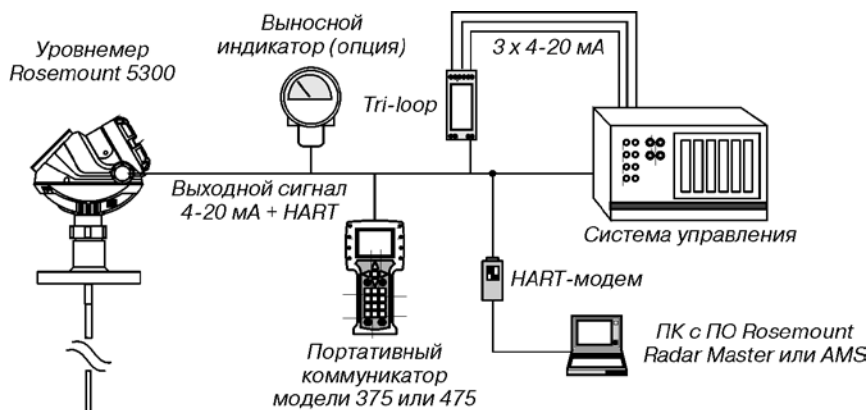 Уровнемер
Rosemount 5300
Выносной
индикатор (опция)
Tri-loop
3 x 4-20 мА
Выходной сигнал
4-20 мА + HART
Система управления
HART-модем
Портативный
коммуникатор
модели 375 или 475
ПК с ПО Rosemount
Radar Master или AMS